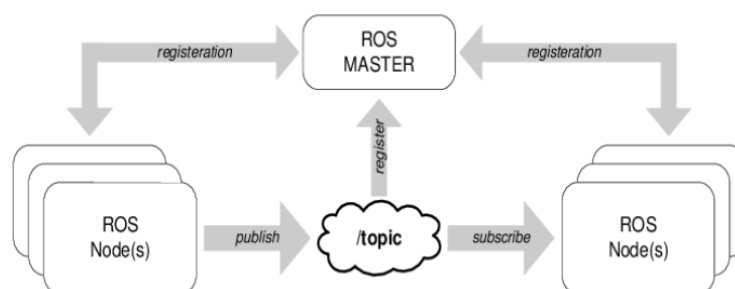 registeration
ROS
MASTER
registeration
register
ROS
Node(s)
publish
/topic
subscribe
ROS
Node(s)